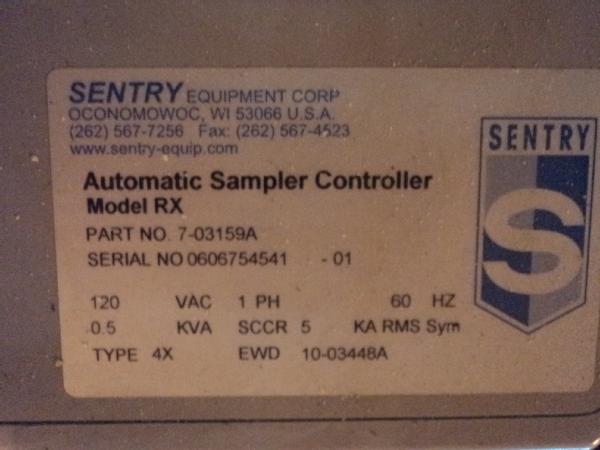 SENTRY EQUIPMENT CORP
OCONOMOWOC, WI 53066 U.S.A.
(262) 567-7256 Fax: (262) 567-4523
www.sentry-equip.com
SENTRY
S
Automatic Sampler Controller
Model RX
PART NO. 7-03159A
SERIAL NO 0606754541 - 01
120 VAC 1 PH 60 HZ
0.5 KVA SCCR 5 KA RMS Sym
TYPE 4X EWD 10-03448A